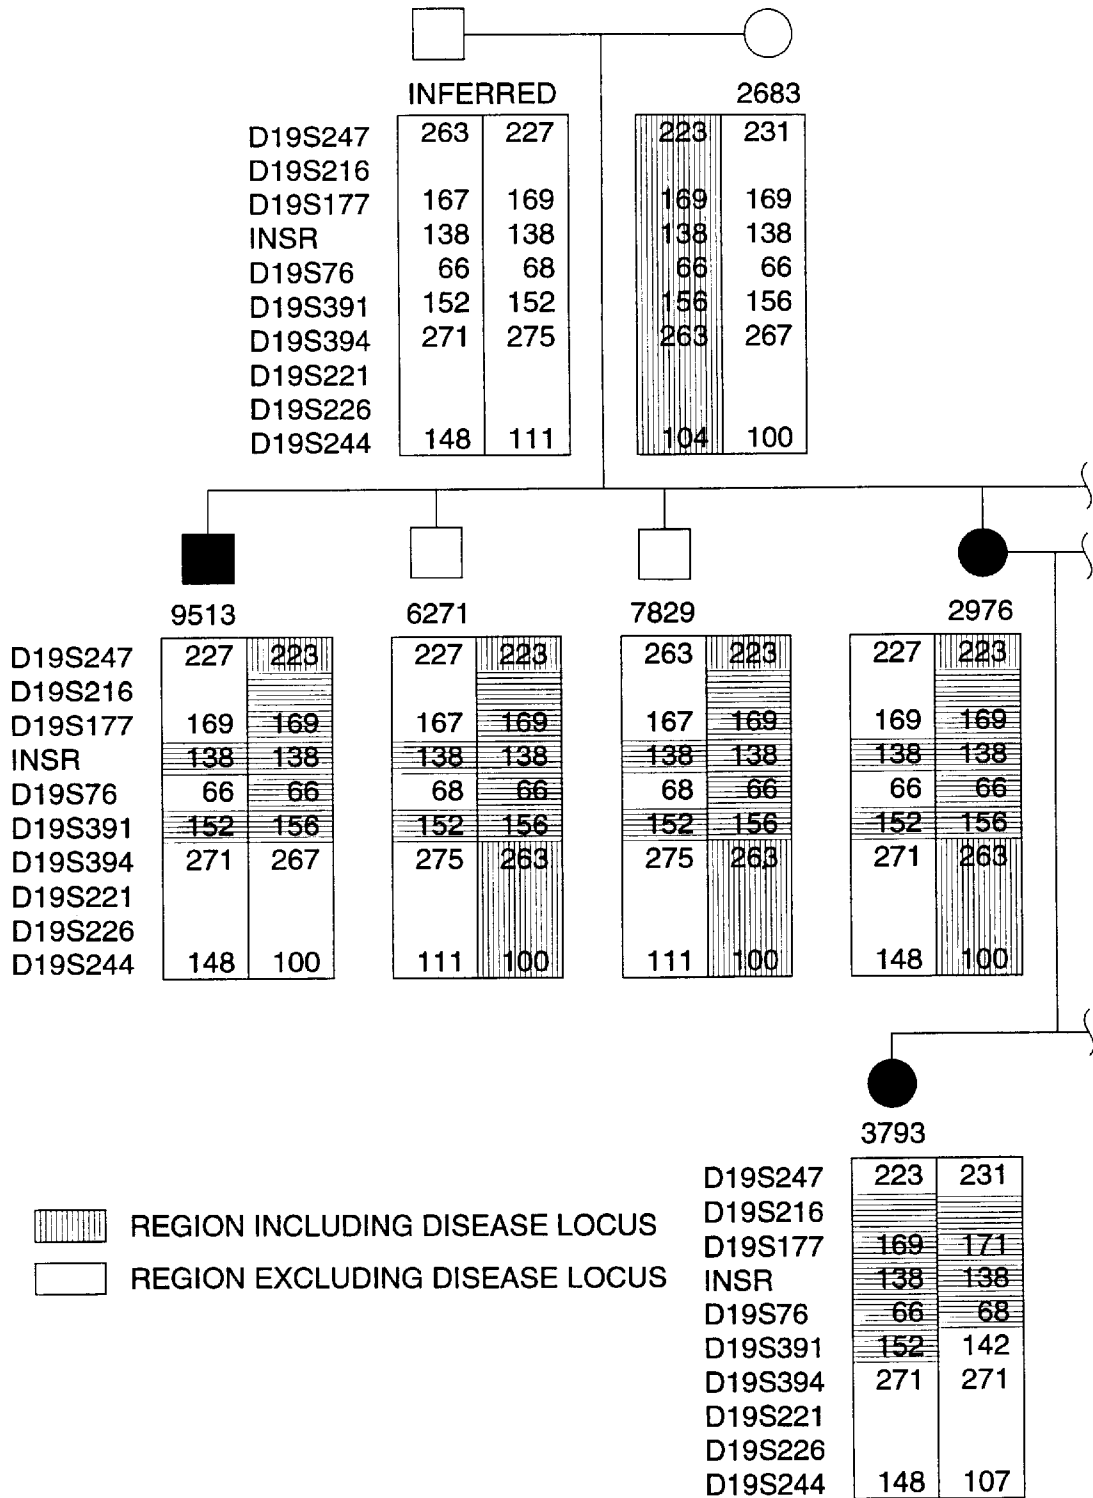 INFERRED 2683
D19S247 263 227 223 231
D19S216
D19S177 167 169 169 169
INSR 138 138 138 138
D19S76 66 68 66 66
D19S391 152 152 156 156
D19S394 271 275 263 267
D19S221
D19S226
D19S244 148 111 104 100
9513 6271 7829 2976
D19S247 227 223 227 223 263 223 227 223
D19S216
D19S177 169 169 167 169 167 169 169 169
INSR 138 138 138 138 138 138 138 138
D19S76 66 66 68 66 68 66 66 66
D19S391 152 156 152 156 152 156 152 156
D19S394 271 267 275 263 275 263 271 263
D19S221
D19S226
D19S244 148 100 111 100 111 100 148 100
3793
D19S247 223 231
D19S216
D19S177 169 171
INSR 138 138
D19S76 66 68
D19S391 152 142
D19S394 271 271
D19S221
D19S226
D19S244 148 107
REGION INCLUDING DISEASE LOCUS
REGION EXCLUDING DISEASE LOCUS